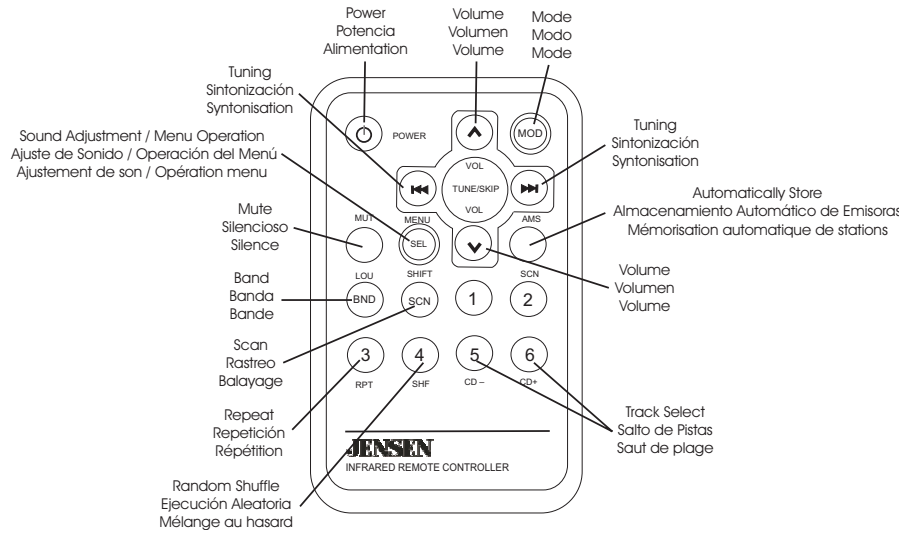 Power
Potencia
Alimentation
Volume
Volumen
Volume
Mode
Modo
Mode
Tuning
Sintonización
Syntonisation
Sound Adjustment / Menu Operation
Ajuste de Sonido / Operación del Menú
Ajustement de son / Opération menu
Mute
Silencioso
Silence
Band
Banda
Bande
Scan
Rastreo
Balayage
Repeat
Repetición
Répétition
Random Shuffle
Ejecución Aleatoria
Mélange au hasard
Tuning
Sintonización
Syntonisation
Automatically Store
Almacenamiento Automático de Emisoras
Mémorisation automatique de stations
Volume
Volumen
Volume
Track Select
Salto de Pistas
Saut de plage
POWER
MOD
VOL
TUNE/SKIP
VOL
MUT
MENU
AMS
SEL
LOU
SHIFT
SCN
BND
SCN
1
2
3
4
5
6
RPT
SHF
CD –
CD+
JENSEN
INFRARED REMOTE CONTROLLER